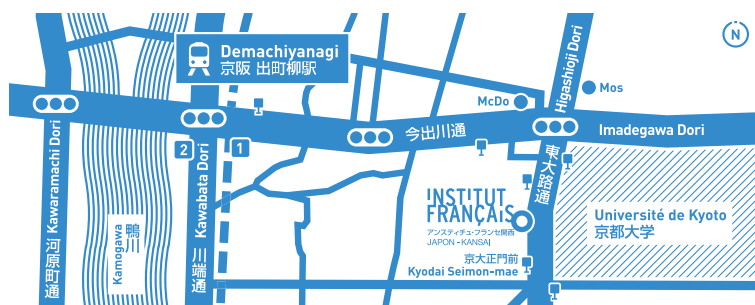 Demachiyanagi
京阪 出町柳駅
N
McDo
Mos
Higashioji Dori
東大路通
今出川通
Imadegawa Dori
2
1
Kawaramachi Dori
河原町通
Kamogawa
鴨川
Kawabata Dori
川端通
INSTITUT
FRANÇAIS
アンスティチュ・フランセ関西
JAPON - KANSAI
Université de Kyoto
京都大学
京大正門前
Kyodai Seimon-mae